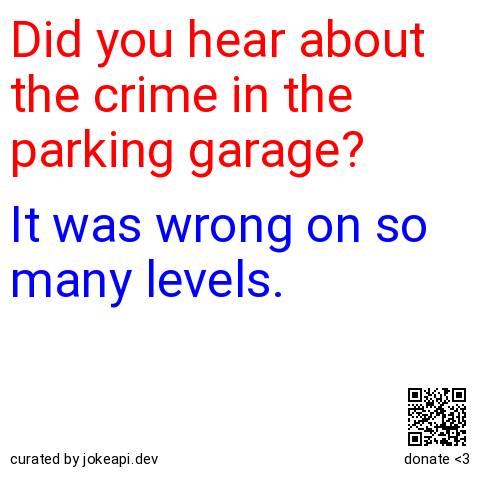 Did you hear about
the crime in the
parking garage?
It was wrong on so
many levels.
curated by jokeapi.dev
donate <3